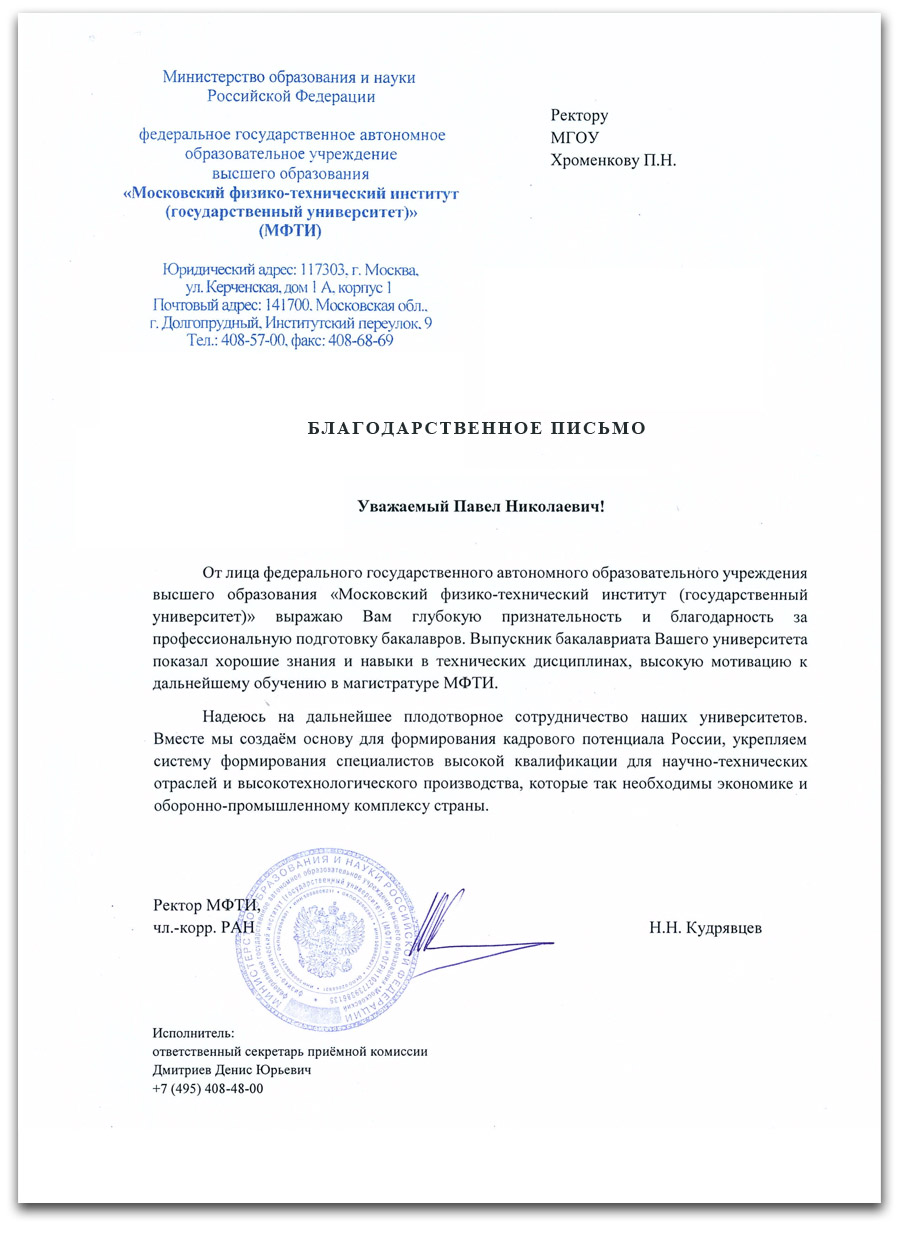 Министерство образования и науки
Российской Федерации
федеральное государственное автономное
образовательное учреждение
высшего образования
«Московский физико-технический институт
(государственный университет)»
(МФТИ)
Юридический адрес: 117303, г. Москва,
ул. Керченская, дом 1 А, корпус 1
Почтовый адрес: 141700, Московская обл.,
г. Долгопрудный, Институтский переулок, 9
Тел.: 408-57-00, факс: 408-68-69
Ректору
МГОУ
Хроменкову П.Н.
БЛАГОДАРСТВЕННОЕ ПИСЬМО
Уважаемый Павел Николаевич!
От лица федерального государственного автономного образовательного учреждения
высшего образования «Московский физико-технический институт (государственный
университет)» выражаю Вам глубокую признательность и благодарность за
профессиональную подготовку бакалавров. Выпускник бакалавриата Вашего университета
показал хорошие знания и навыки в технических дисциплинах, высокую мотивацию к
дальнейшему обучению в магистратуре МФТИ.
Надеюсь на дальнейшее плодотворное сотрудничество наших университетов.
Вместе мы создаём основу для формирования кадрового потенциала России, укрепляем
систему формирования специалистов высокой квалификации для научно-технических
отраслей и высокотехнологического производства, которые так необходимы экономике и
оборонно-промышленному комплексу страны.
Ректор МФТИ,
чл.-корр. РАН
Н.Н. Кудрявцев
МИНИСТЕРСТВО ОБРАЗОВАНИЯ И НАУКИ РОССИЙСКОЙ ФЕДЕРАЦИИ
Исполнитель:
ответственный секретарь приёмной комиссии
Дмитриев Денис Юрьевич
+7 (495) 408-48-00